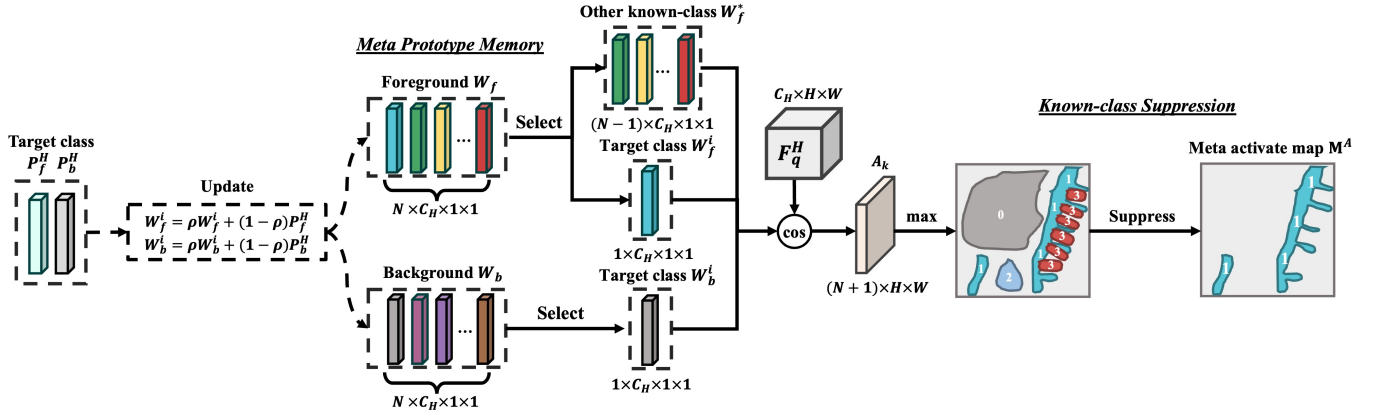 Target class
P_f^H P_b^H
Update
W_f^i = ρW_f^i + (1 − ρ)P_f^H
W_b^i = ρW_b^i + (1 − ρ)P_b^H
Meta Prototype Memory
Foreground W_f
...
N×C_H×1×1
Background W_b
...
N×C_H×1×1
Select
Select
Other known-class W_f^*
...
(N−1)×C_H×1×1
Target class W_f^i
1×C_H×1×1
Target class W_b^i
1×C_H×1×1
C_H×H×W
F_q^H
cos
A_k
(N + 1)×H×W
max
Known-class Suppression
0
1
1
1
1
2
3
3
3
3
3
Suppress
Meta activate map M^A
1
1
1